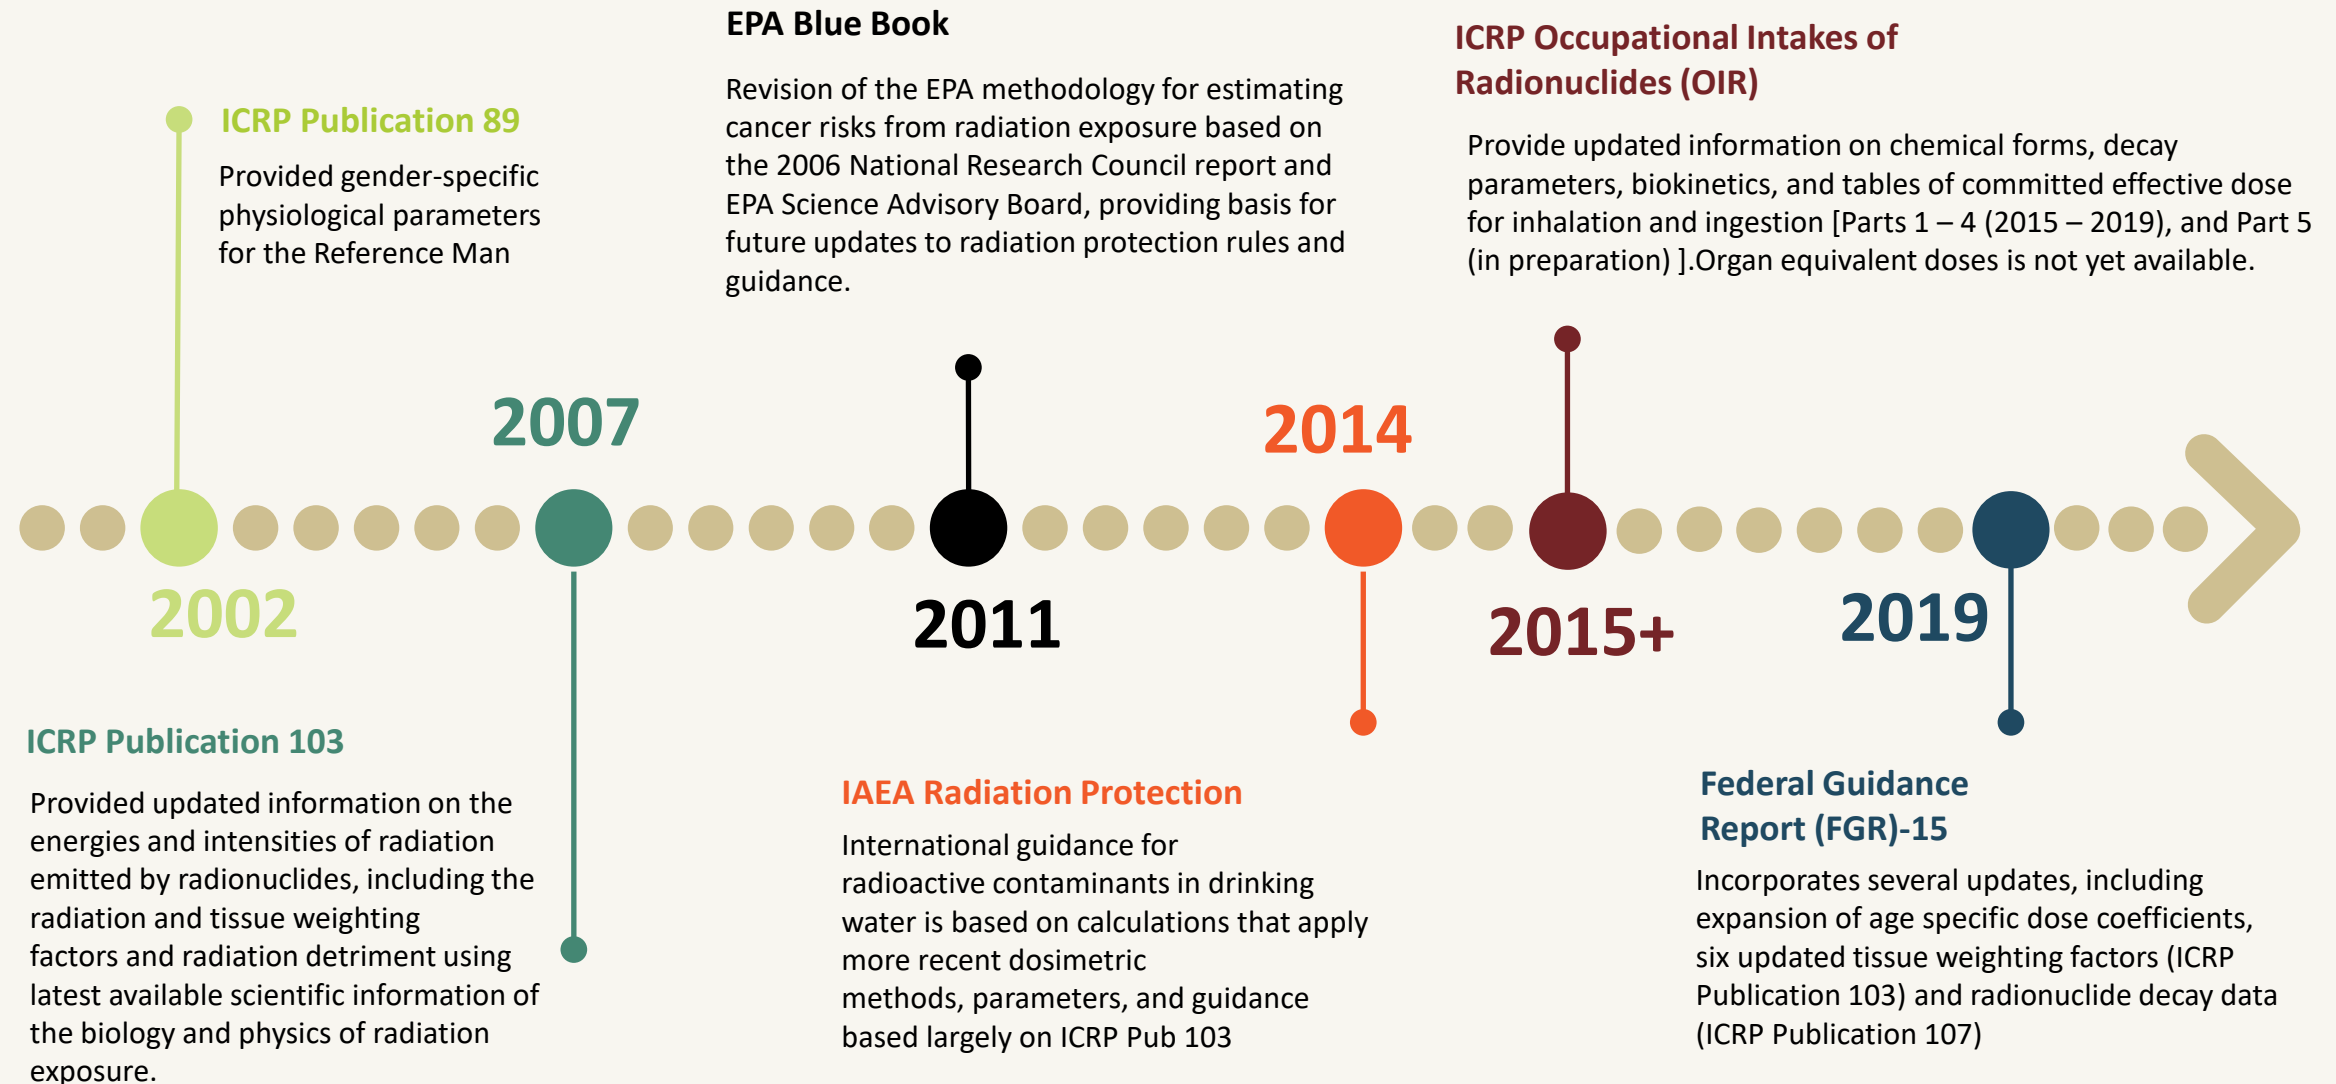 ICRP Publication 89
Provided gender-specific
physiological parameters
for the Reference Man
2002
2007
ICRP Publication 103
Provided updated information on the
energies and intensities of radiation
emitted by radionuclides, including the
radiation and tissue weighting
factors and radiation detriment using
latest available scientific information of
the biology and physics of radiation
exposure.
EPA Blue Book
Revision of the EPA methodology for estimating
cancer risks from radiation exposure based on
the 2006 National Research Council report and
EPA Science Advisory Board, providing basis for
future updates to radiation protection rules and
guidance.
2011
2014
IAEA Radiation Protection
International guidance for
radioactive contaminants in drinking
water is based on calculations that apply
more recent dosimetric
methods, parameters, and guidance
based largely on ICRP Pub 103
ICRP Occupational Intakes of
Radionuclides (OIR)
Provide updated information on chemical forms, decay
parameters, biokinetics, and tables of committed effective dose
for inhalation and ingestion [Parts 1 – 4 (2015 – 2019), and Part 5
(in preparation) ].Organ equivalent doses is not yet available.
2015+
2019
Federal Guidance
Report (FGR)-15
Incorporates several updates, including
expansion of age specific dose coefficients,
six updated tissue weighting factors (ICRP
Publication 103) and radionuclide decay data
(ICRP Publication 107)